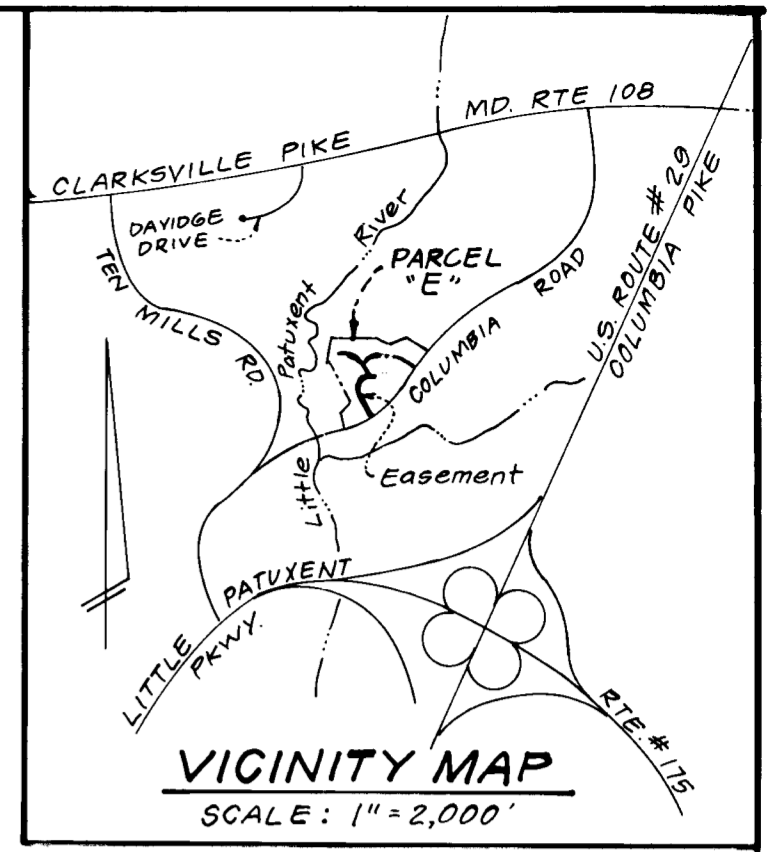 MD. RTE 108
CLARKSVILLE PIKE
DAVIDGE
DRIVE
TEN MILLS RD.
River
Patuxent
Little
PARCEL
"E"
COLUMBIA ROAD
U.S. ROUTE # 29
COLUMBIA PIKE
Easement
LITTLE PATUXENT
PKWY.
RTE. # 175
VICINITY MAP
SCALE: 1" = 2,000'